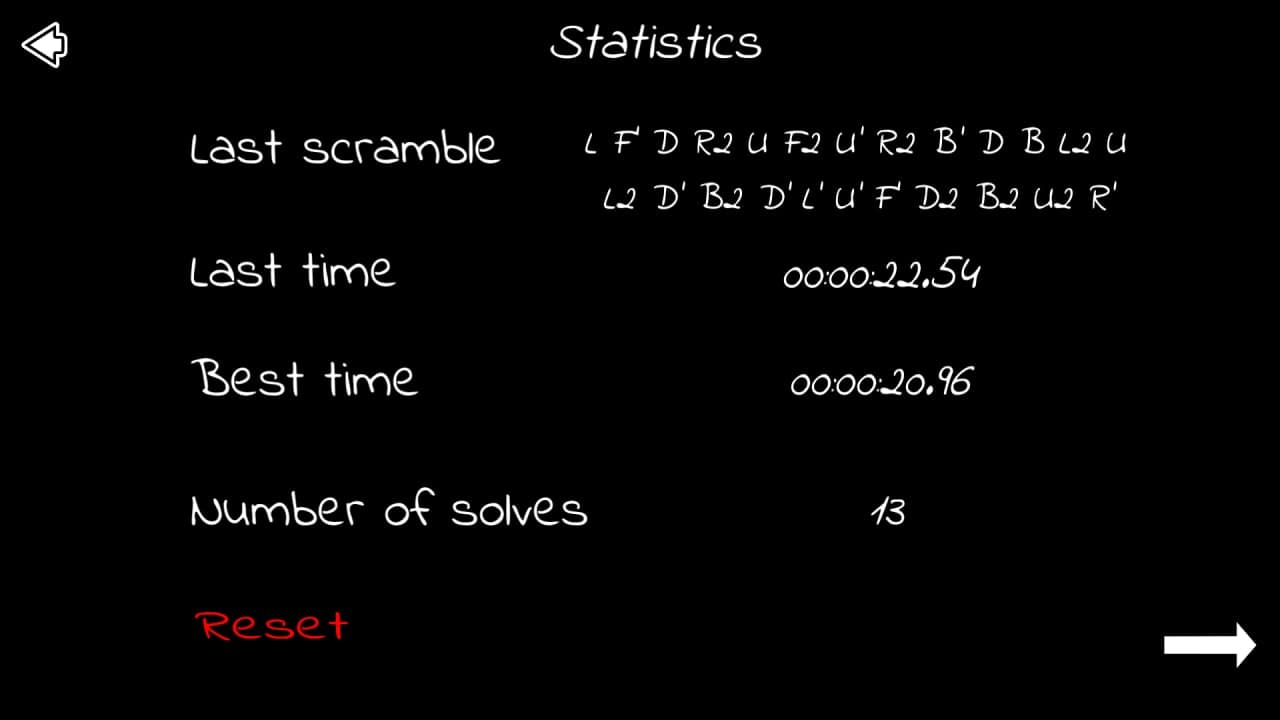 Statistics
Last scramble
L F' D R2 U F2 U' R2 B' D B L2 U
L2 D' B2 D' L' U' F' D2 B2 U2 R'
Last time
00:00:22.54
Best time
00:00:20.96
Number of solves
13
Reset